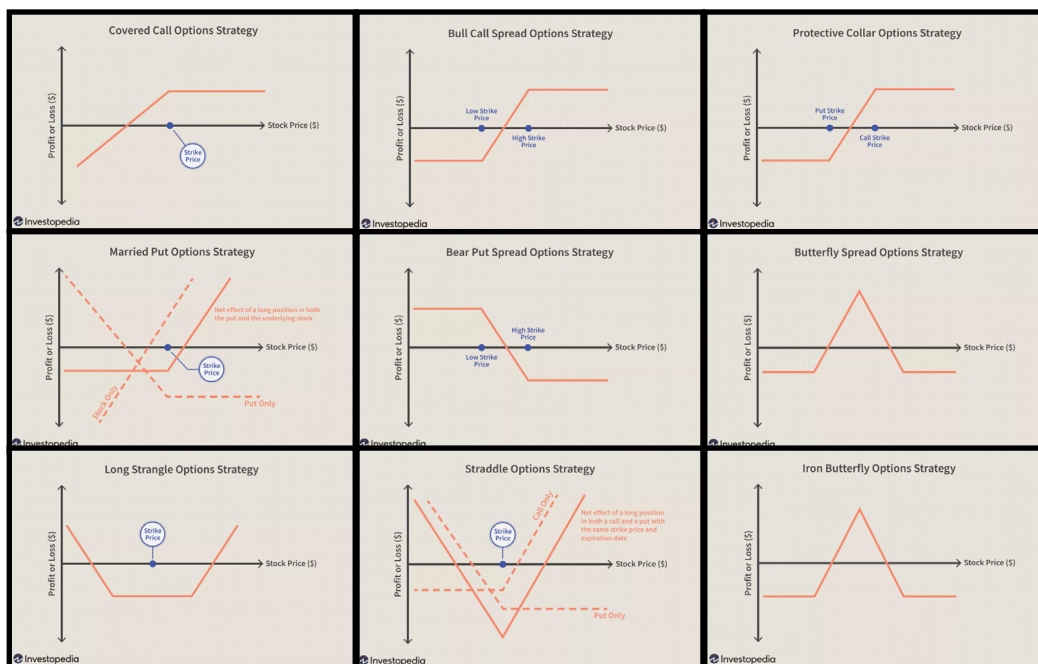 Covered Call Options Strategy
Profit or Loss ($)
Stock Price ($)
Strike
Price
Investopedia
Bull Call Spread Options Strategy
Profit or Loss ($)
Low Strike
Price
Stock Price ($)
High Strike
Price
Investopedia
Protective Collar Options Strategy
Profit or Loss ($)
Put Strike
Price
Stock Price ($)
Call Strike
Price
Investopedia
Married Put Options Strategy
Profit or Loss ($)
Net effect of a long position in both
the put and the underlying stock
Stock Price ($)
Strike
Price
Stock Only
Put Only
Investopedia
Bear Put Spread Options Strategy
Profit or Loss ($)
High Strike
Price
Stock Price ($)
Low Strike
Price
Investopedia
Butterfly Spread Options Strategy
Profit or Loss ($)
Stock Price ($)
Investopedia
Long Strangle Options Strategy
Profit or Loss ($)
Strike
Price
Stock Price ($)
Investopedia
Straddle Options Strategy
Profit or Loss ($)
Call Only
Strike
Price
Net effect of a long position
in both a call and a put with
the same strike price and
expiration date
Stock Price ($)
Put Only
Investopedia
Iron Butterfly Options Strategy
Profit or Loss ($)
Stock Price ($)
Investopedia